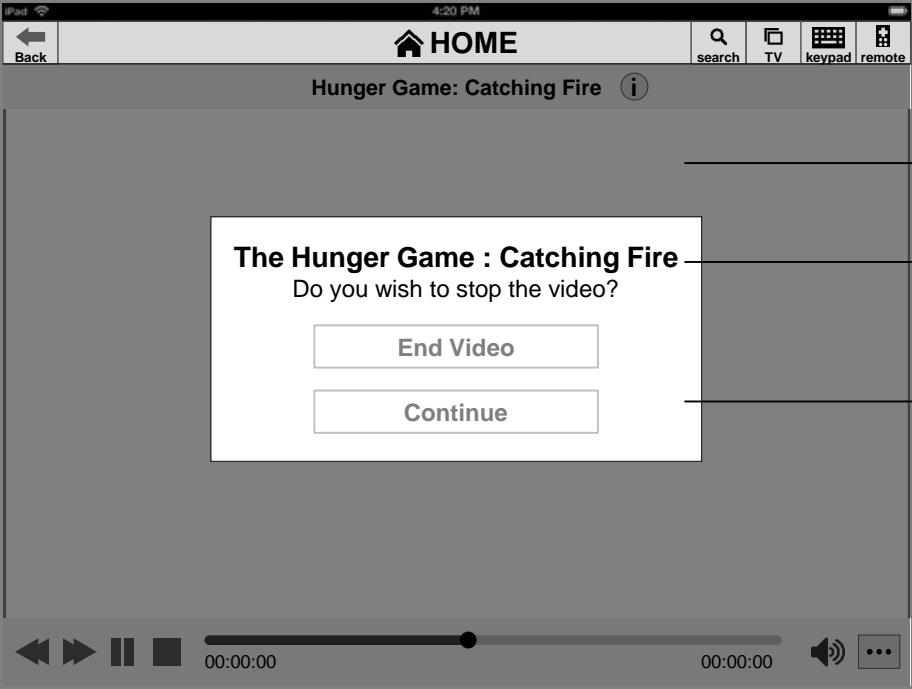 iPad 4:20 PM
Back HOME search TV keypad remote
Hunger Game: Catching Fire i
The Hunger Game : Catching Fire
Do you wish to stop the video?
End Video
Continue
00:00:00 00:00:00